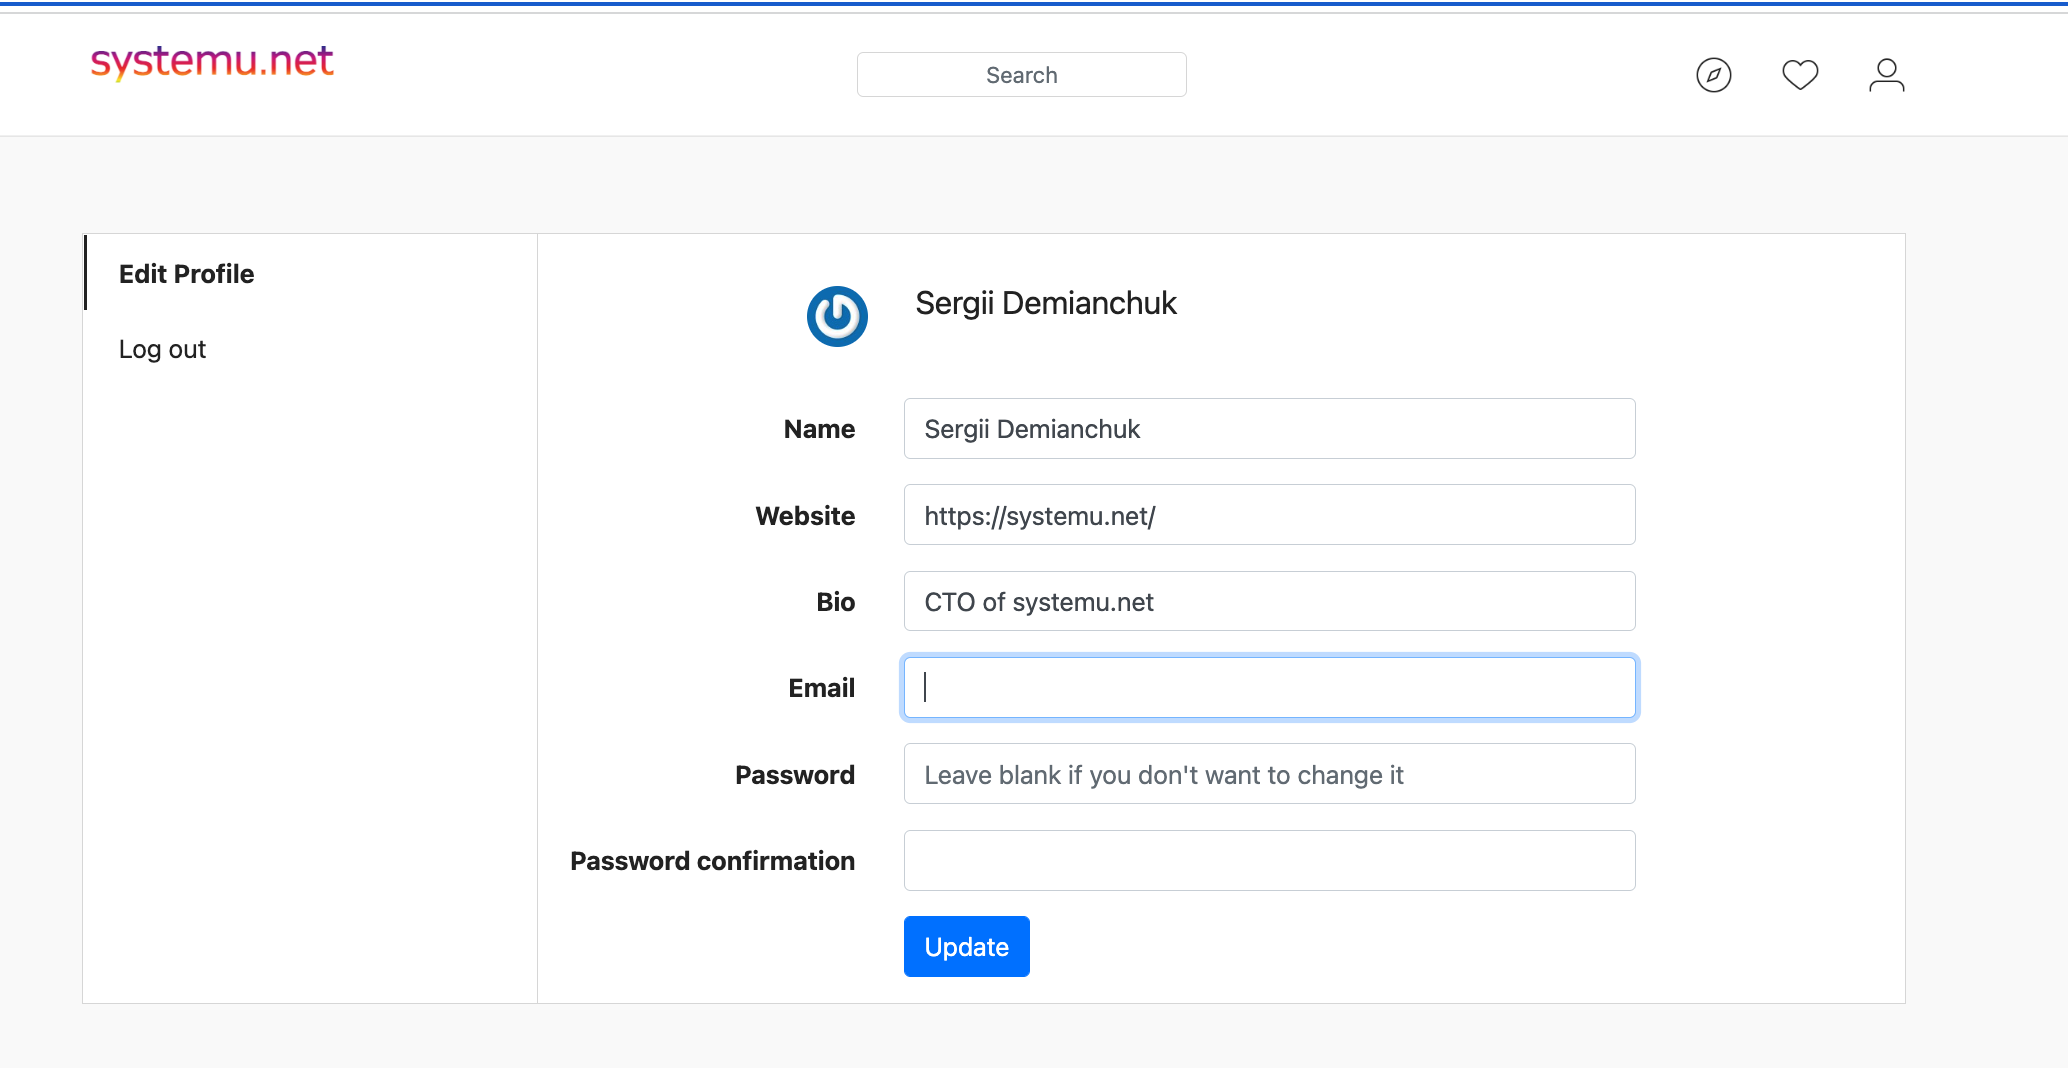 systemu.net
Search
Edit Profile
Log out
Sergii Demianchuk
Name
Sergii Demianchuk
Website
https://systemu.net/
Bio
CTO of systemu.net
Email
Password
Leave blank if you don't want to change it
Password confirmation
Update